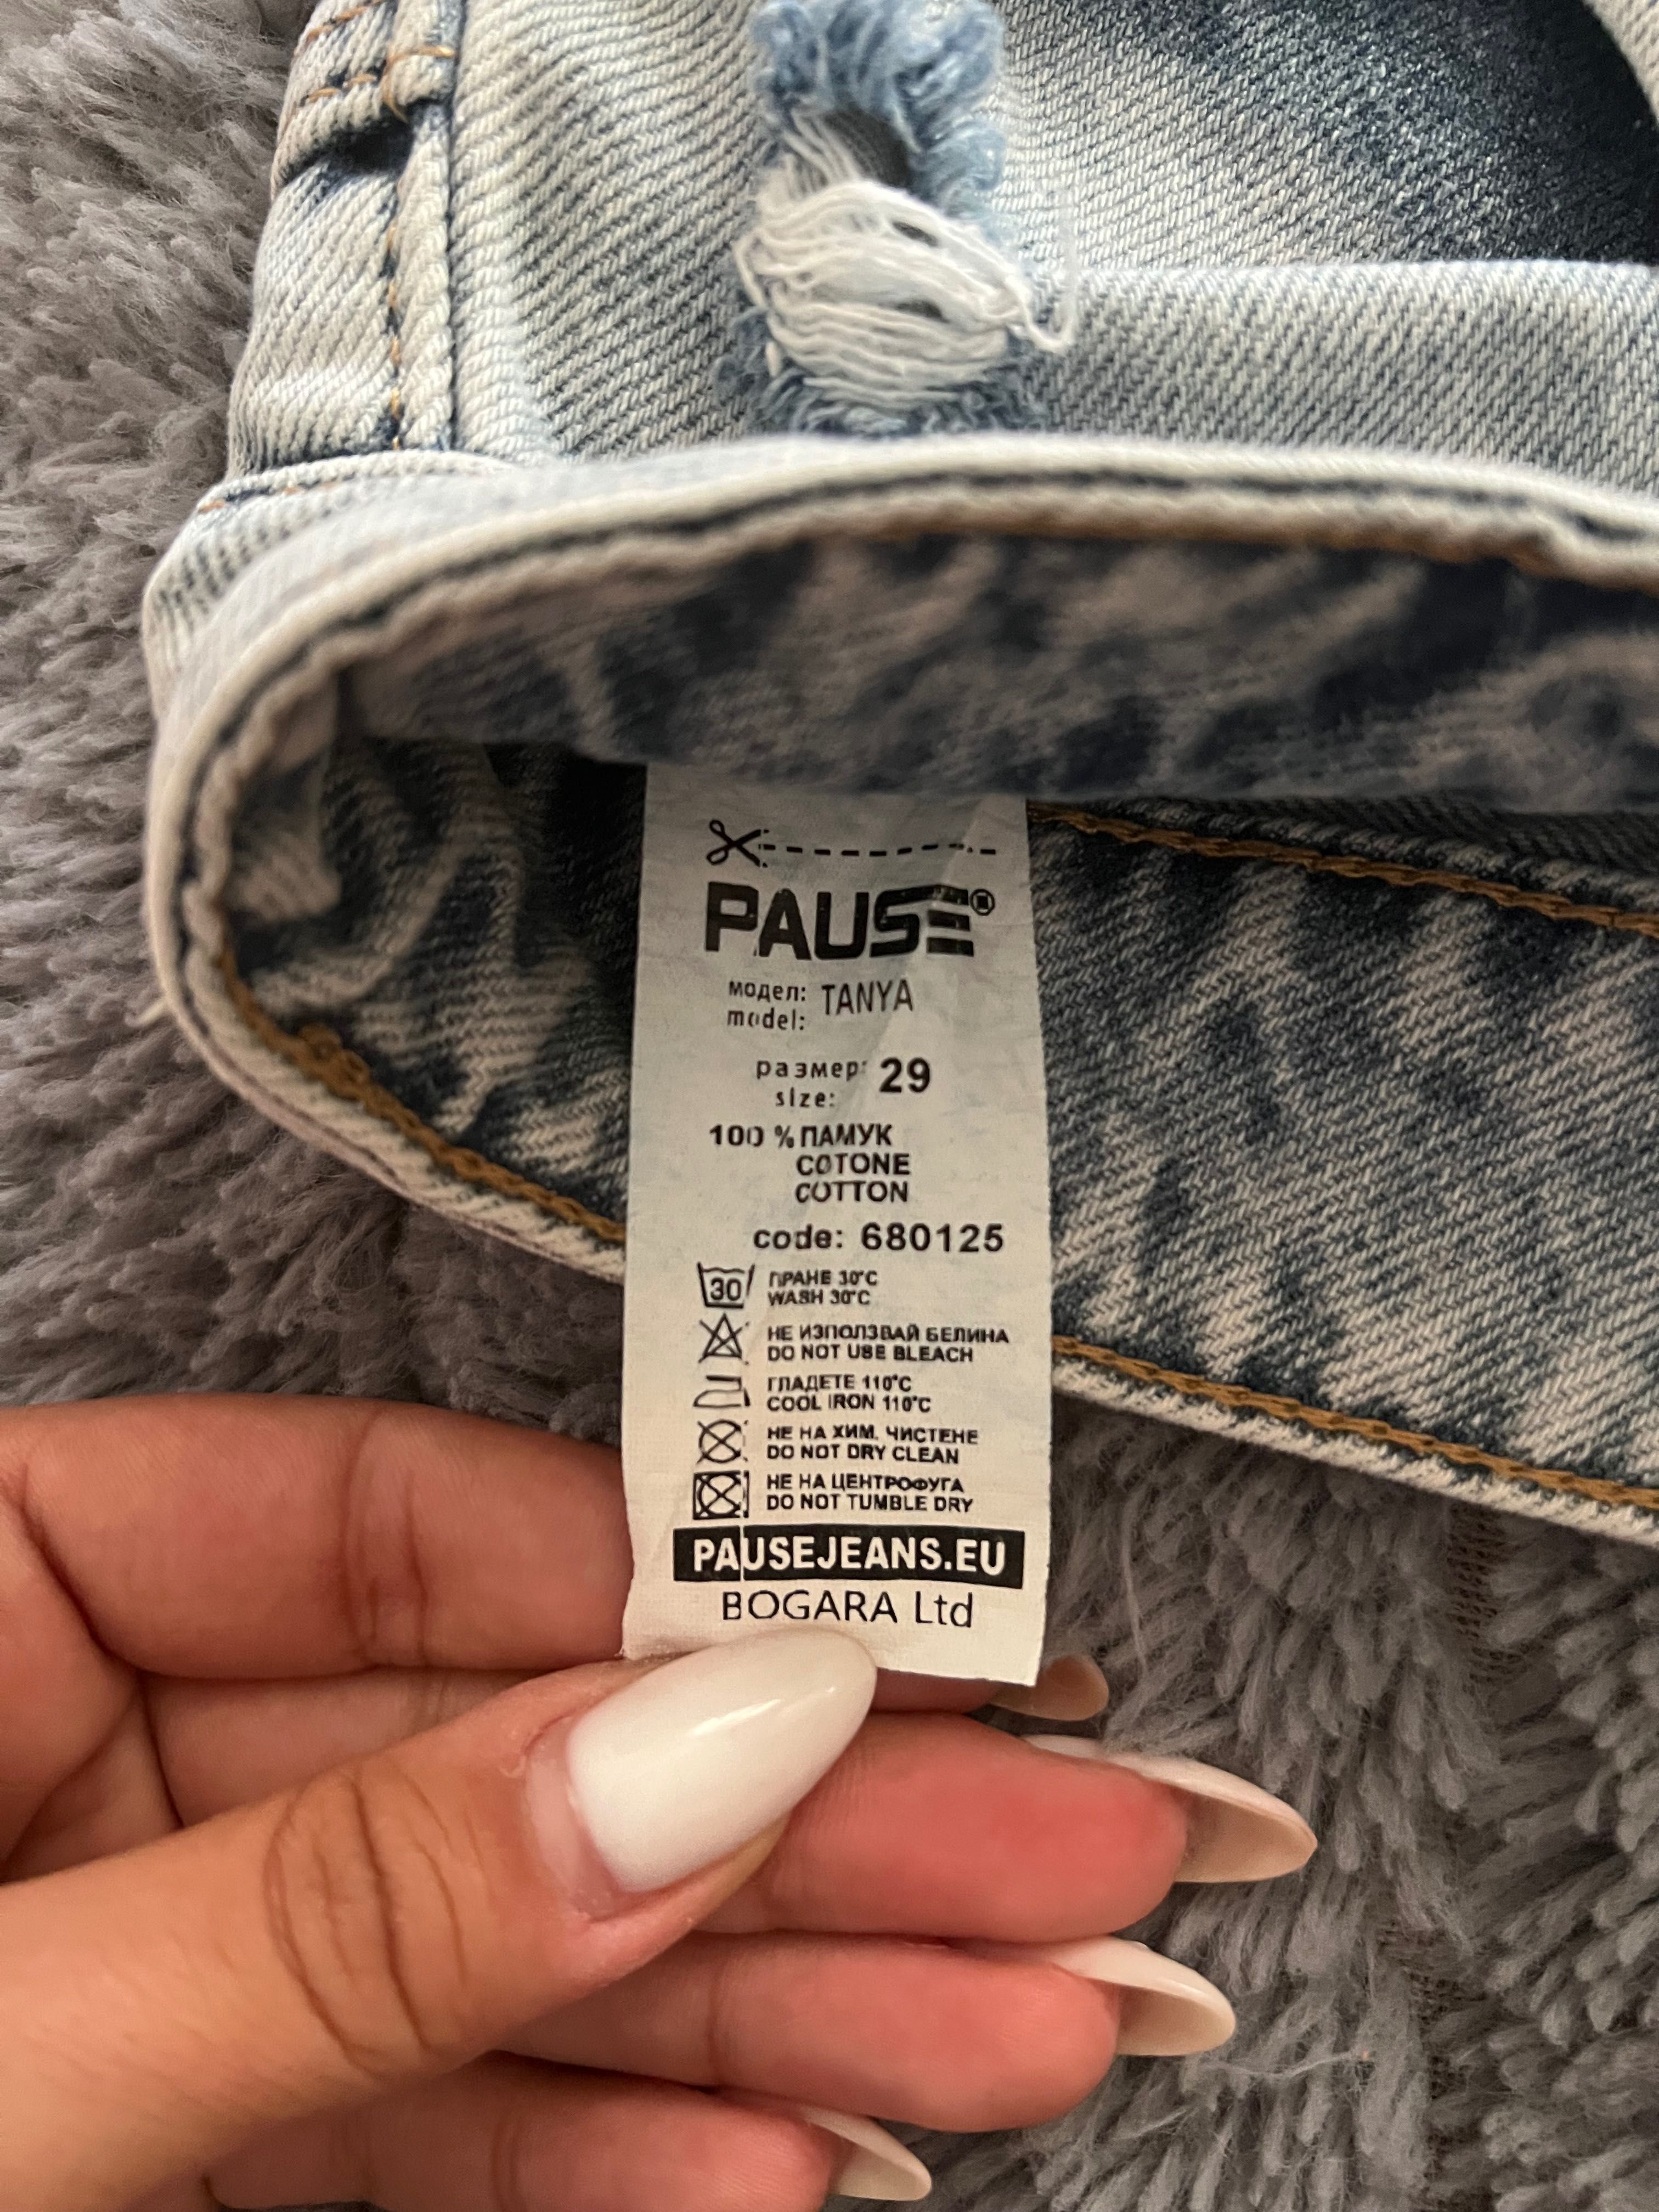 PAUSE®
модел: TANYA
model:
размер: 29
size:
100 % ПАМУК
COTONE
COTTON
code: 680125
30 ПРАНЕ 30°C
WASH 30°C
НЕ ИЗПОЛЗВАЙ БЕЛИНА
DO NOT USE BLEACH
ГЛАДЕТЕ 110°C
COOL IRON 110°C
НЕ НА ХИМ. ЧИСТЕНЕ
DO NOT DRY CLEAN
НЕ НА ЦЕНТРОФУГА
DO NOT TUMBLE DRY
PAUSEJEANS.EU
BOGARA Ltd